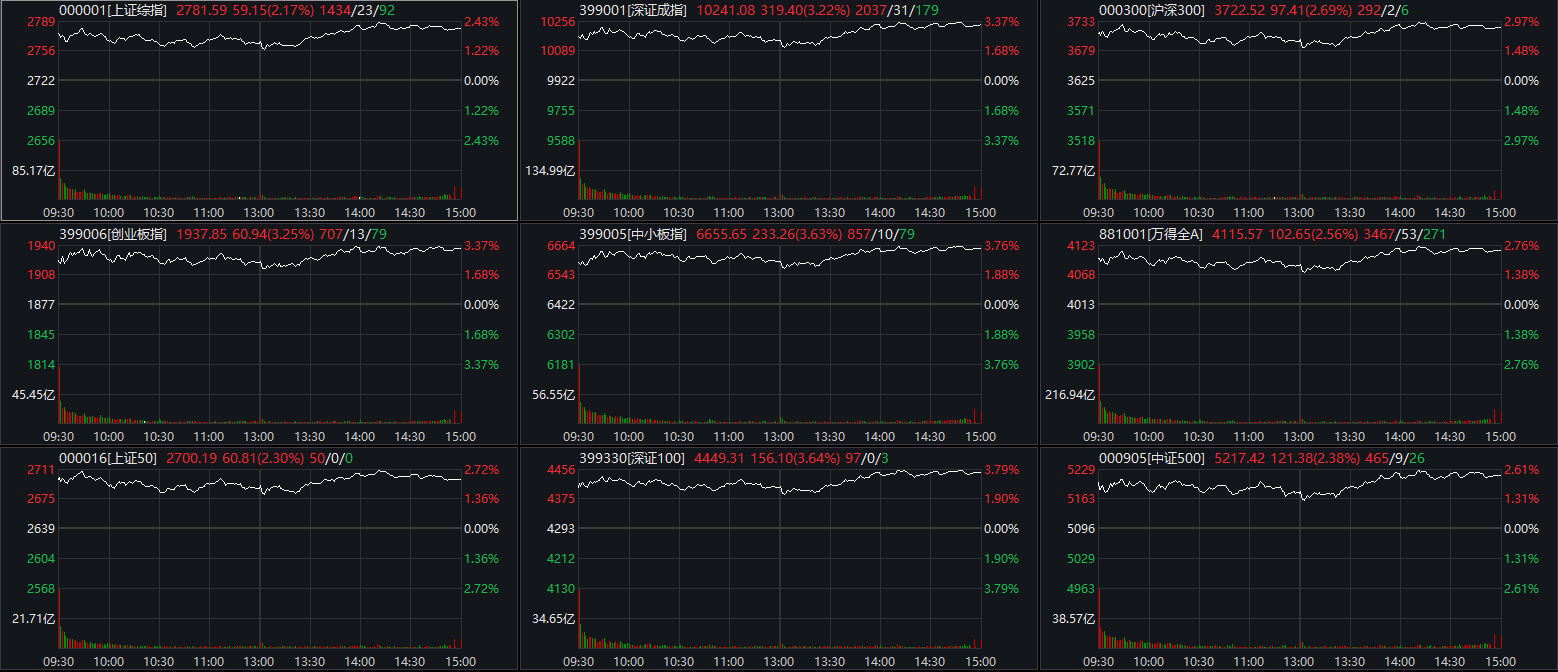 000001[上证综指] 2781.59 59.15(2.17%) 1434/23/92
2789 2.43%
2756 1.22%
2722 0.00%
2689 1.22%
2656 2.43%
85.17亿
09:30 10:00 10:30 11:00 13:00 13:30 14:00 14:30 15:00
399001[深证成指] 10241.08 319.40(3.22%) 2037/31/179
10256 3.37%
10089 1.68%
9922 0.00%
9755 1.68%
9588 3.37%
134.99亿
09:30 10:00 10:30 11:00 13:00 13:30 14:00 14:30 15:00
000300[沪深300] 3722.52 97.41(2.69%) 292/2/6
3733 2.97%
3679 1.48%
3625 0.00%
3571 1.48%
3518 2.97%
72.77亿
09:30 10:00 10:30 11:00 13:00 13:30 14:00 14:30 15:00
399006[创业板指] 1937.85 60.94(3.25%) 707/13/79
1940 3.37%
1908 1.68%
1877 0.00%
1845 1.68%
1814 3.37%
45.45亿
09:30 10:00 10:30 11:00 13:00 13:30 14:00 14:30 15:00
399005[中小板指] 6655.65 233.26(3.63%) 857/10/79
6664 3.76%
6543 1.88%
6422 0.00%
6302 1.88%
6181 3.76%
56.55亿
09:30 10:00 10:30 11:00 13:00 13:30 14:00 14:30 15:00
881001[万得全A] 4115.57 102.65(2.56%) 3467/53/271
4123 2.76%
4068 1.38%
4013 0.00%
3958 1.38%
3902 2.76%
216.94亿
09:30 10:00 10:30 11:00 13:00 13:30 14:00 14:30 15:00
000016[上证50] 2700.19 60.81(2.30%) 50/0/0
2711 2.72%
2675 1.36%
2639 0.00%
2604 1.36%
2568 2.72%
21.71亿
09:30 10:00 10:30 11:00 13:00 13:30 14:00 14:30 15:00
399330[深证100] 4449.31 156.10(3.64%) 97/0/3
4456 3.79%
4375 1.90%
4293 0.00%
4212 1.90%
4130 3.79%
34.65亿
09:30 10:00 10:30 11:00 13:00 13:30 14:00 14:30 15:00
000905[中证500] 5217.42 121.38(2.38%) 465/9/26
5229 2.61%
5163 1.31%
5096 0.00%
5029 1.31%
4963 2.61%
38.57亿
09:30 10:00 10:30 11:00 13:00 13:30 14:00 14:30 15:00